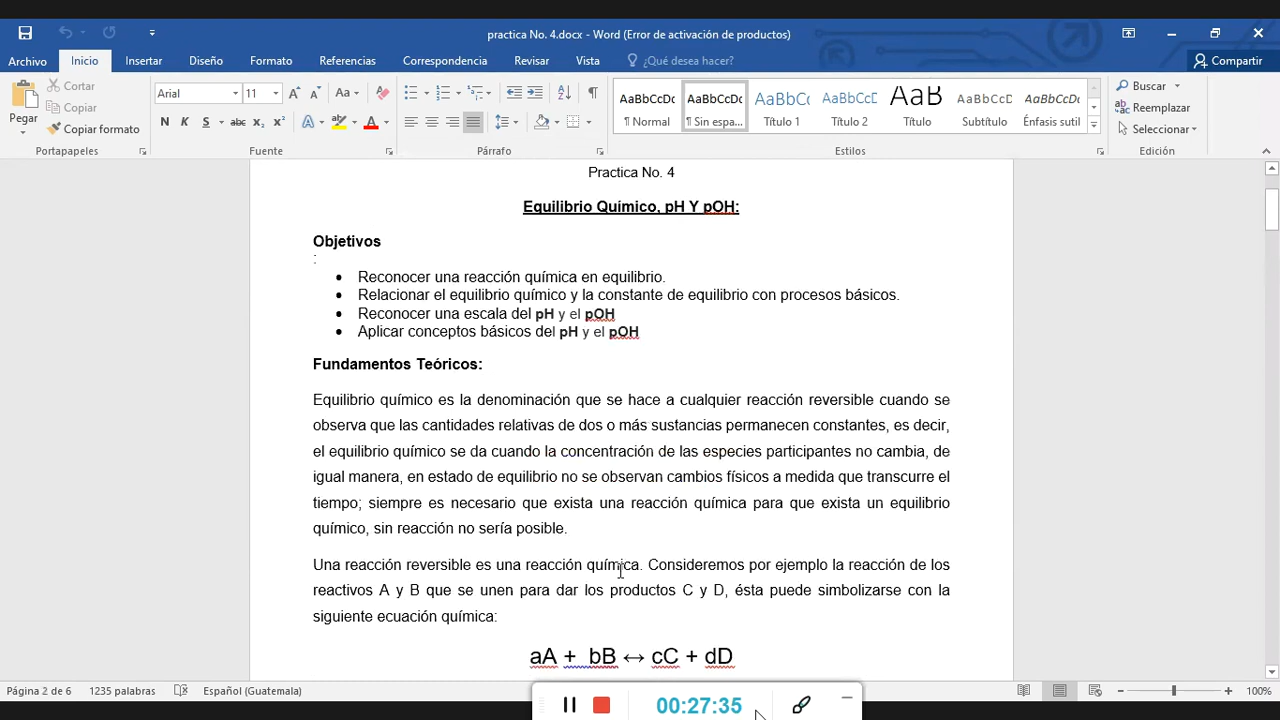 practica No. 4.docx - Word (Error de activación de productos)
Archivo Inicio Insertar Diseño Formato Referencias Correspondencia Revisar Vista ¿Qué desea hacer? Compartir
Pegar
Cortar
Copiar
Copiar formato
Portapapeles
Arial 11 Aa
N K S abc x₂ x² A A
Fuente
Párrafo
AaBbCcDc AaBbCcDc AaBbCc AaBbCcD AaB AaBbCcD AaBbCcDc
¶ Normal ¶ Sin espa... Título 1 Título 2 Título Subtítulo Énfasis sutil
Estilos
Buscar
Reemplazar
Seleccionar
Edición
Practica No. 4
Equilibrio Químico, pH Y pOH:
Objetivos
:
• Reconocer una reacción química en equilibrio.
• Relacionar el equilibrio químico y la constante de equilibrio con procesos básicos.
• Reconocer una escala del pH y el pOH
• Aplicar conceptos básicos del pH y el pOH
Fundamentos Teóricos:
Equilibrio químico es la denominación que se hace a cualquier reacción reversible cuando se
observa que las cantidades relativas de dos o más sustancias permanecen constantes, es decir,
el equilibrio químico se da cuando la concentración de las especies participantes no cambia, de
igual manera, en estado de equilibrio no se observan cambios físicos a medida que transcurre el
tiempo; siempre es necesario que exista una reacción química para que exista un equilibrio
químico, sin reacción no sería posible.
Una reacción reversible es una reacción química. Consideremos por ejemplo la reacción de los
reactivos A y B que se unen para dar los productos C y D, ésta puede simbolizarse con la
siguiente ecuación química:
aA + bB ↔ cC + dD
Página 2 de 6 1235 palabras Español (Guatemala) 100%
00:27:35